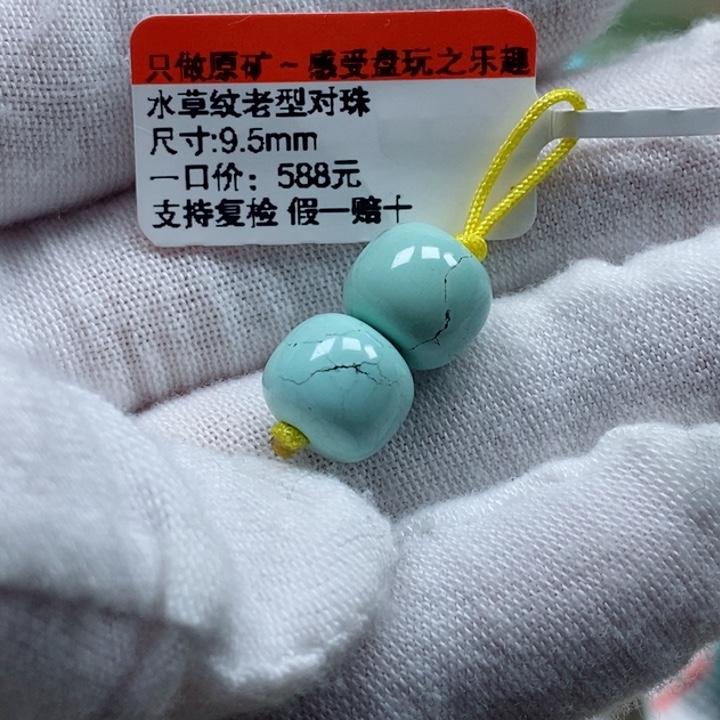 只做原矿~感受盘玩之乐趣
水草纹老型对珠
尺寸:9.5mm
一口价：588元
支持复检 假一赔十